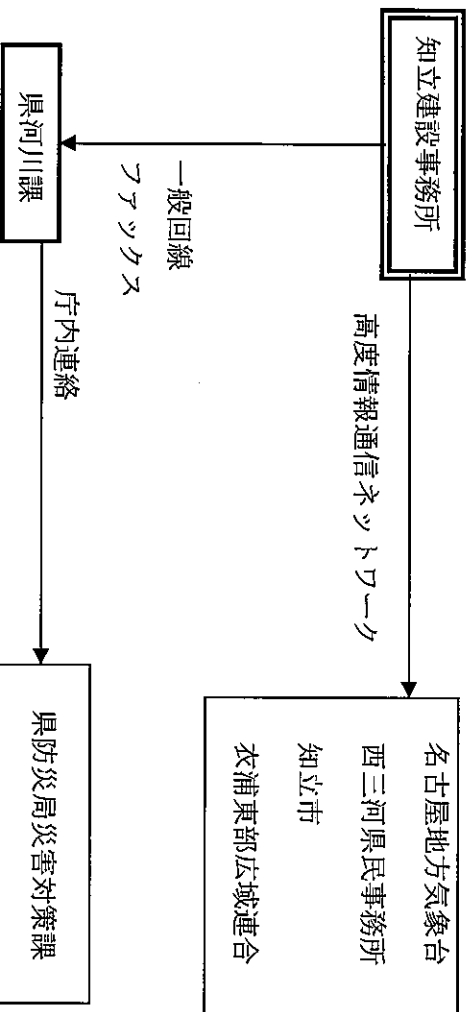 知立建設事務所
高度情報通信ネットワーク
名古屋地方気象台
西三河県民事務所
知立市
衣浦東部広域連合
一般回線
ファックス
県河川課
庁内連絡
県防災局災害対策課